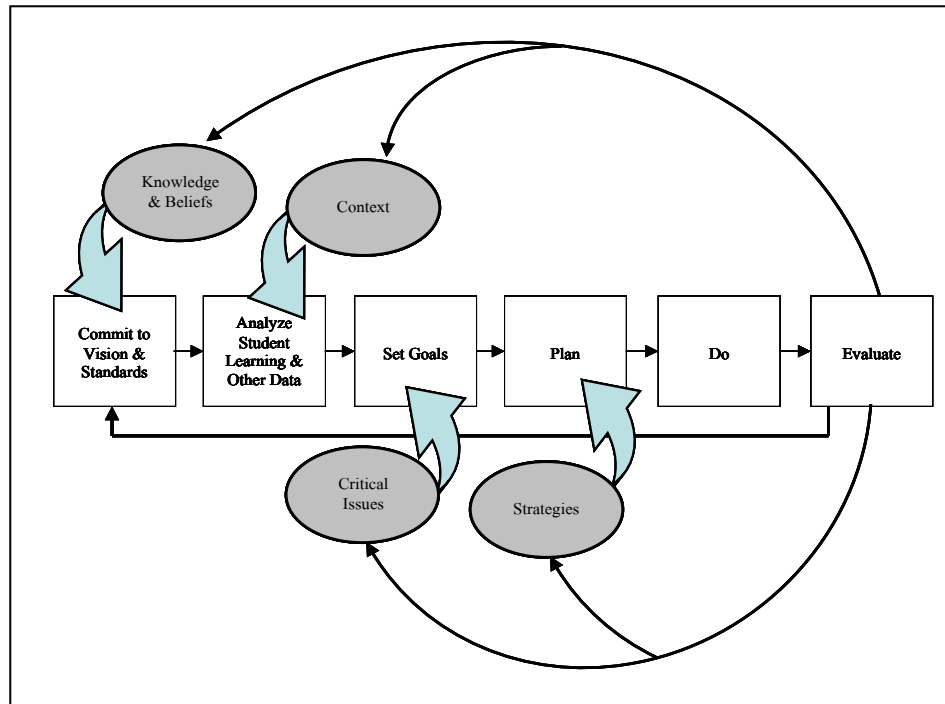 Knowledge
& Beliefs
Context
Commit to
Vision &
Standards
Analyze
Student
Learning &
Other Data
Set Goals
Plan
Do
Evaluate
Critical
Issues
Strategies